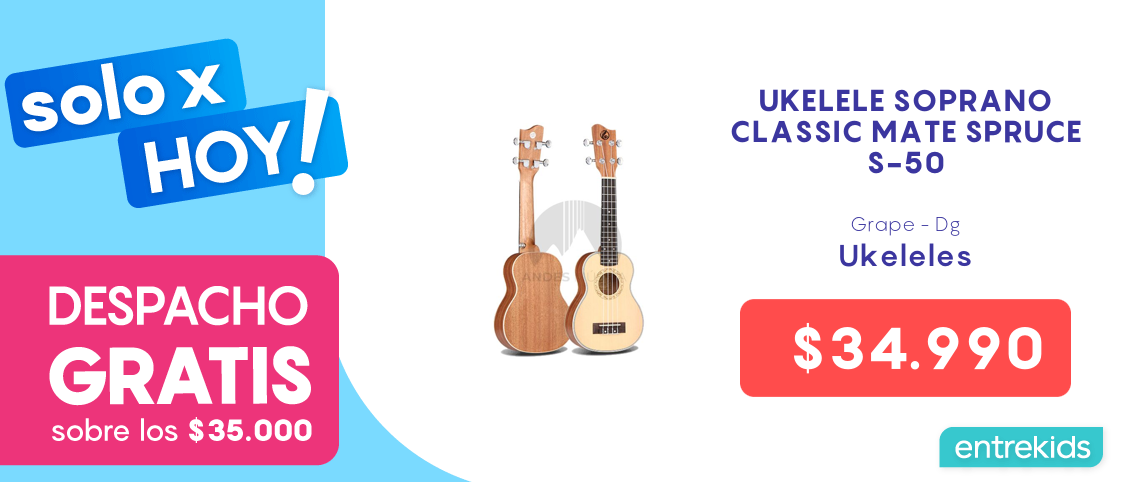 solo x
HOY!
DESPACHO
GRATIS
sobre los $35.000
UKELELE SOPRANO
CLASSIC MATE SPRUCE
S-50
Grape - Dg
Ukeleles
$34.990
entrekids
ANDES